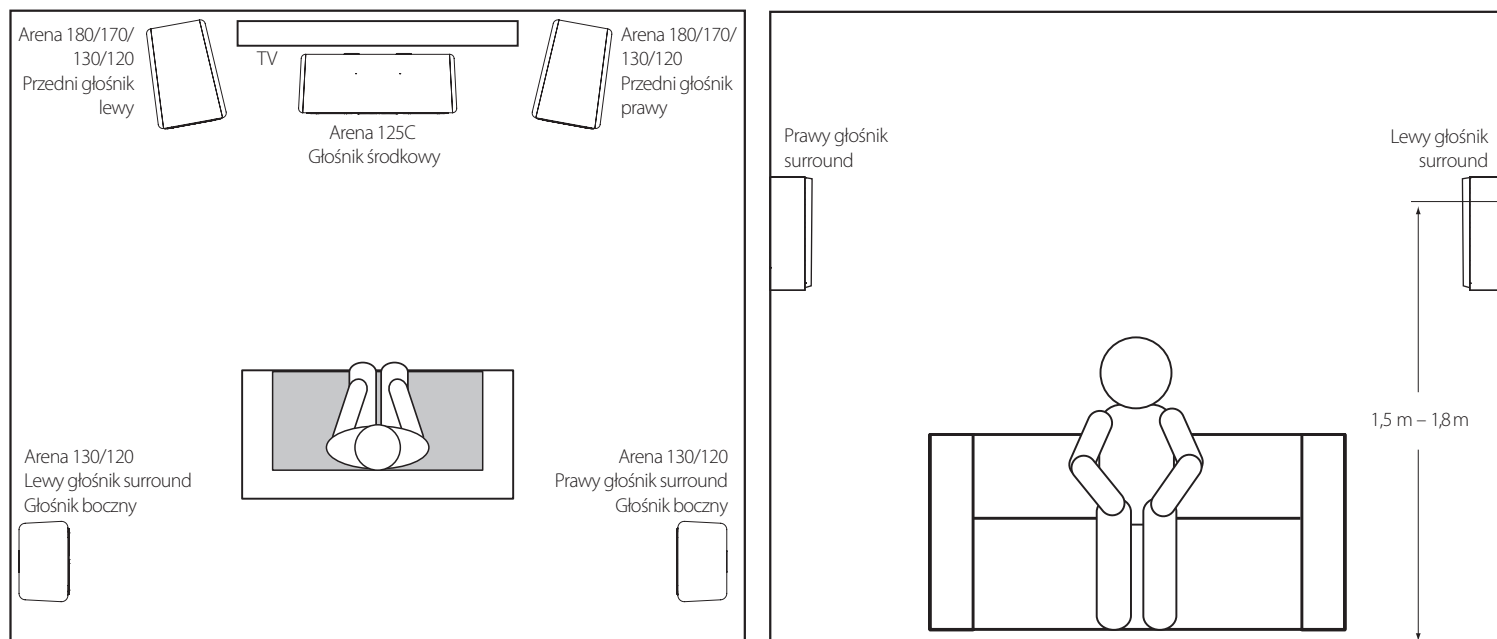 Arena 180/170/
130/120
Przedni głośnik
lewy
TV
Arena 180/170/
130/120
Przedni głośnik
prawy
Arena 125C
Głośnik środkowy
Arena 130/120
Lewy głośnik surround
Głośnik boczny
Arena 130/120
Prawy głośnik surround
Głośnik boczny
Prawy głośnik
surround
Lewy głośnik
surround
1,5 m – 1,8 m